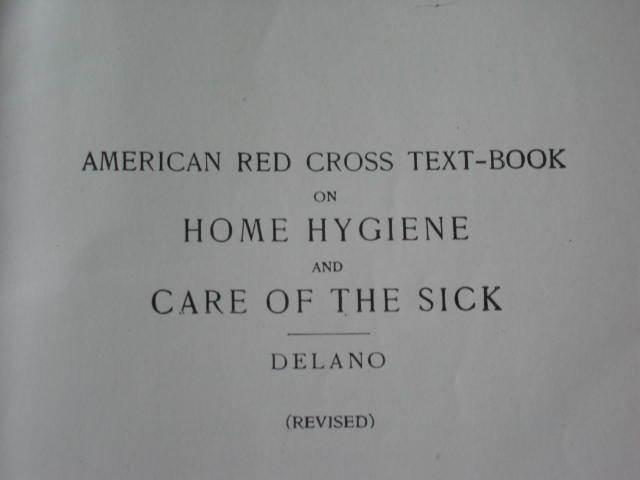 AMERICAN RED CROSS TEXT-BOOK
ON
HOME HYGIENE
AND
CARE OF THE SICK
DELANO
(REVISED)